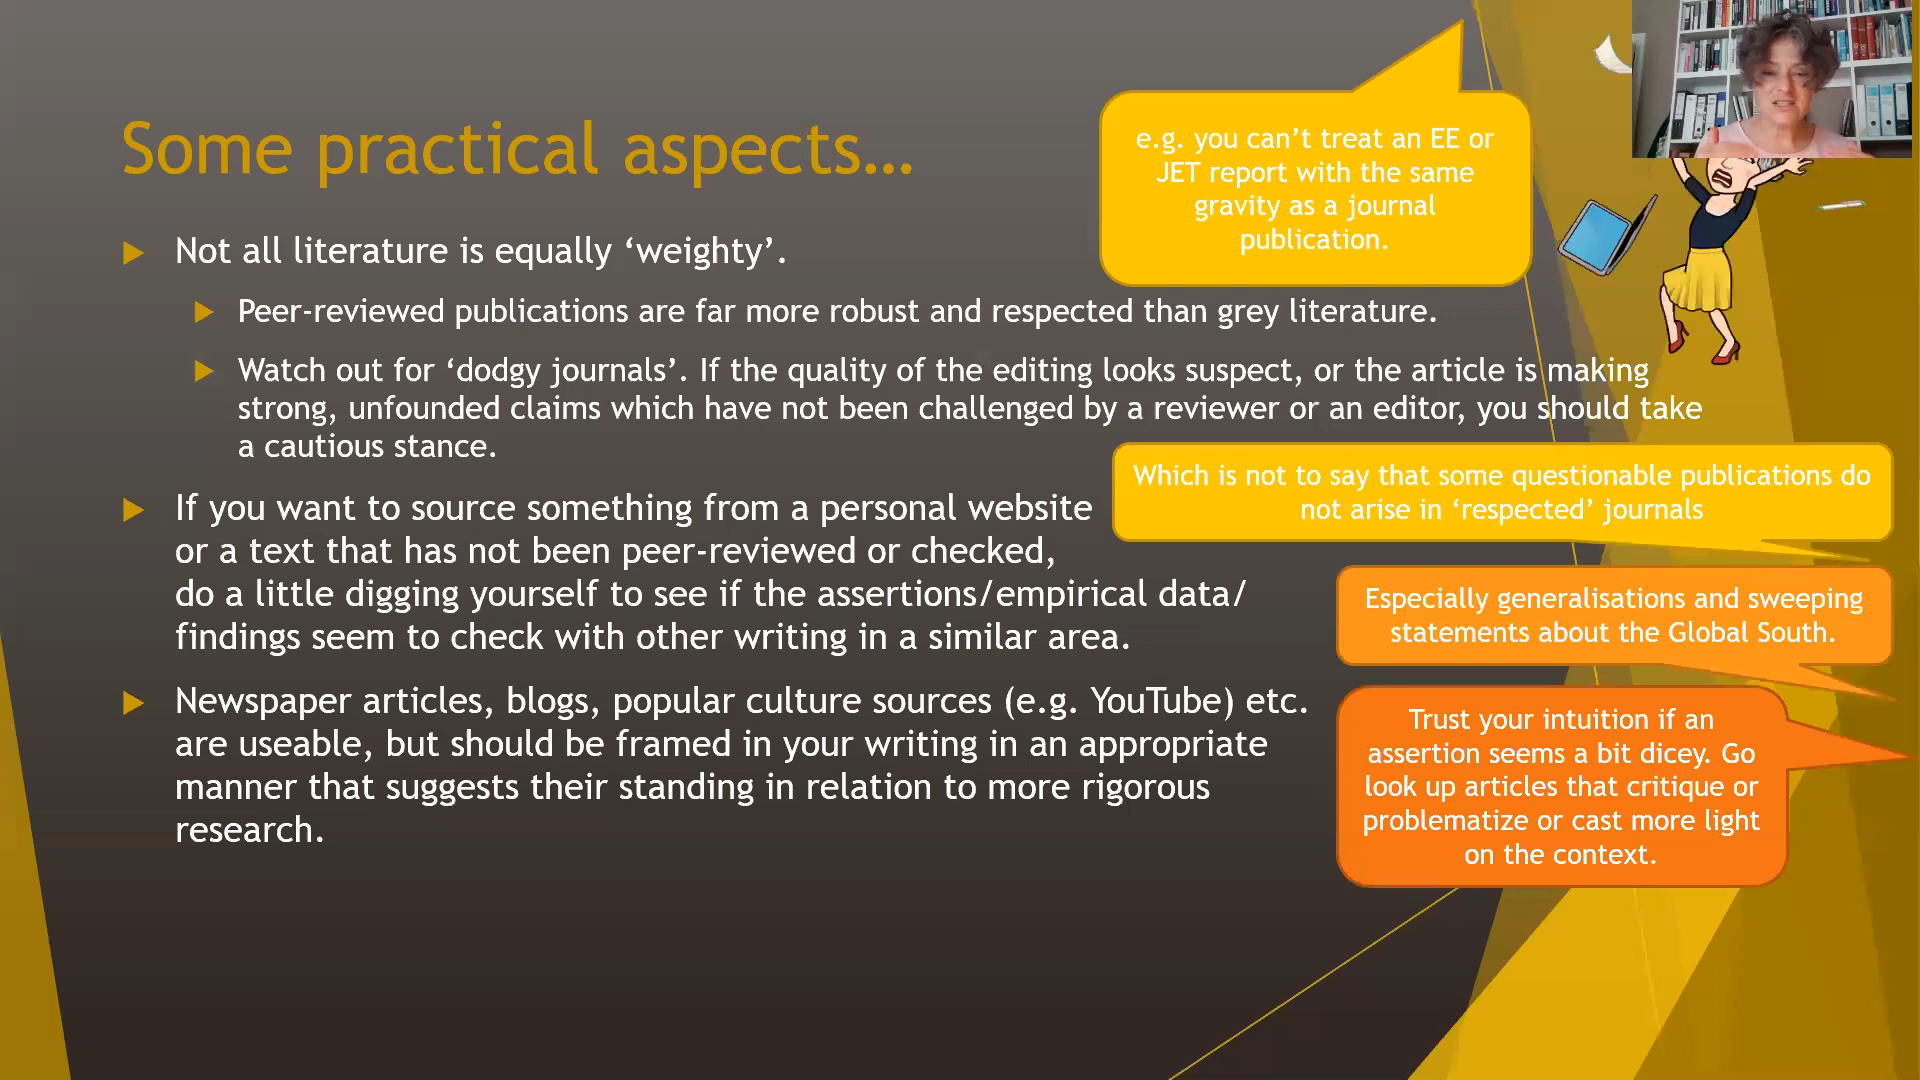 Some practical aspects…
e.g. you can’t treat an EE or
JET report with the same
gravity as a journal
publication.
Not all literature is equally ‘weighty’.
Peer-reviewed publications are far more robust and respected than grey literature.
Watch out for ‘dodgy journals’. If the quality of the editing looks suspect, or the article is making
strong, unfounded claims which have not been challenged by a reviewer or an editor, you should take
a cautious stance.
Which is not to say that some questionable publications do
not arise in ‘respected’ journals
If you want to source something from a personal website
or a text that has not been peer-reviewed or checked,
do a little digging yourself to see if the assertions/empirical data/
findings seem to check with other writing in a similar area.
Especially generalisations and sweeping
statements about the Global South.
Newspaper articles, blogs, popular culture sources (e.g. YouTube) etc.
are useable, but should be framed in your writing in an appropriate
manner that suggests their standing in relation to more rigorous
research.
Trust your intuition if an
assertion seems a bit dicey. Go
look up articles that critique or
problematize or cast more light
on the context.